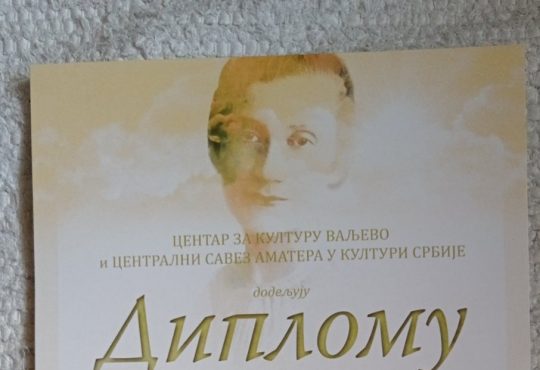 ЦЕНТАР ЗА КУЛТУРУ ВАЉЕВО
и ЦЕНТРАЛНИ САВЕЗ АМАТЕРА У КУЛТУРИ СРБИЈЕ
додељују
Диплому